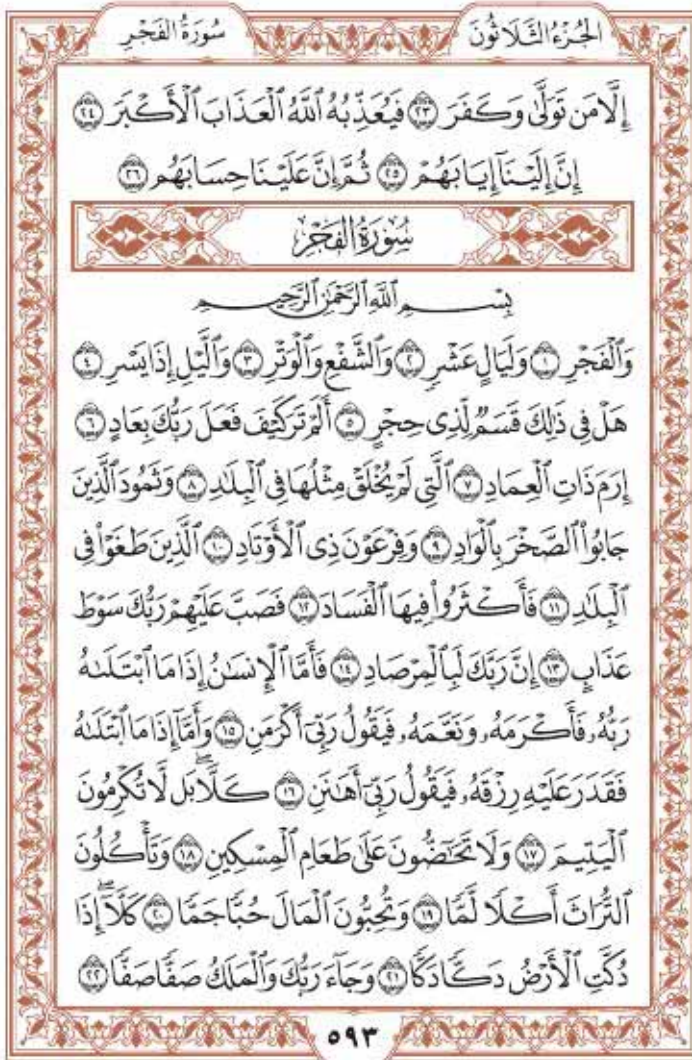 سُورَةُ الفَجْرِ الجُزْءُ الثَّلَاثُونَ
إِلَّا مَن تَوَلَّىٰ وَكَفَرَ ٢٣ فَيُعَذِّبُهُ ٱللَّهُ ٱلْعَذَابَ ٱلْأَكْبَرَ ٢٤
إِنَّ إِلَيْنَآ إِيَابَهُمْ ٢٥ ثُمَّ إِنَّ عَلَيْنَا حِسَابَهُم ٢٦
سُورَةُ الفَجْرِ
بِسْمِ ٱللَّهِ ٱلرَّحْمَٰنِ ٱلرَّحِيمِ
وَٱلْفَجْرِ ١ وَلَيَالٍ عَشْرٍ ٢ وَٱلشَّفْعِ وَٱلْوَتْرِ ٣ وَٱلَّيْلِ إِذَا يَسْرِ ٤
هَلْ فِى ذَٰلِكَ قَسَمٌ لِّذِى حِجْرٍ ٥ أَلَمْ تَرَ كَيْفَ فَعَلَ رَبُّكَ بِعَادٍ ٦
إِرَمَ ذَاتِ ٱلْعِمَادِ ٧ ٱلَّتِى لَمْ يُخْلَقْ مِثْلُهَا فِى ٱلْبِلَٰدِ ٨ وَثَمُودَ ٱلَّذِينَ
جَابُوا۟ ٱلصَّخْرَ بِٱلْوَادِ ٩ وَفِرْعَوْنَ ذِى ٱلْأَوْتَادِ ١٠ ٱلَّذِينَ طَغَوْا۟ فِى
ٱلْبِلَٰدِ ١١ فَأَكْثَرُوا۟ فِيهَا ٱلْفَسَادَ ١٢ فَصَبَّ عَلَيْهِمْ رَبُّكَ سَوْطَ
عَذَابٍ ١٣ إِنَّ رَبَّكَ لَبِٱلْمِرْصَادِ ١٤ فَأَمَّا ٱلْإِنسَٰنُ إِذَا مَا ٱبْتَلَىٰهُ
رَبُّهُۥ فَأَكْرَمَهُۥ وَنَعَّمَهُۥ فَيَقُولُ رَبِّىٓ أَكْرَمَنِ ١٥ وَأَمَّآ إِذَا مَا ٱبْتَلَىٰهُ
فَقَدَرَ عَلَيْهِ رِزْقَهُۥ فَيَقُولُ رَبِّىٓ أَهَٰنَنِ ١٦ كَلَّا ۖ بَل لَّا تُكْرِمُونَ
ٱلْيَتِيمَ ١٧ وَلَا تَحَٰٓضُّونَ عَلَىٰ طَعَامِ ٱلْمِسْكِينِ ١٨ وَتَأْكُلُونَ
ٱلتُّرَاثَ أَكْلًا لَّمًّا ١٩ وَتُحِبُّونَ ٱلْمَالَ حُبًّا جَمًّا ٢٠ كَلَّآ ۖ إِذَا
دُكَّتِ ٱلْأَرْضُ دَكًّا دَكًّا ٢١ وَجَآءَ رَبُّكَ وَٱلْمَلَكُ صَفًّا صَفًّا ٢٢
٥٩٣